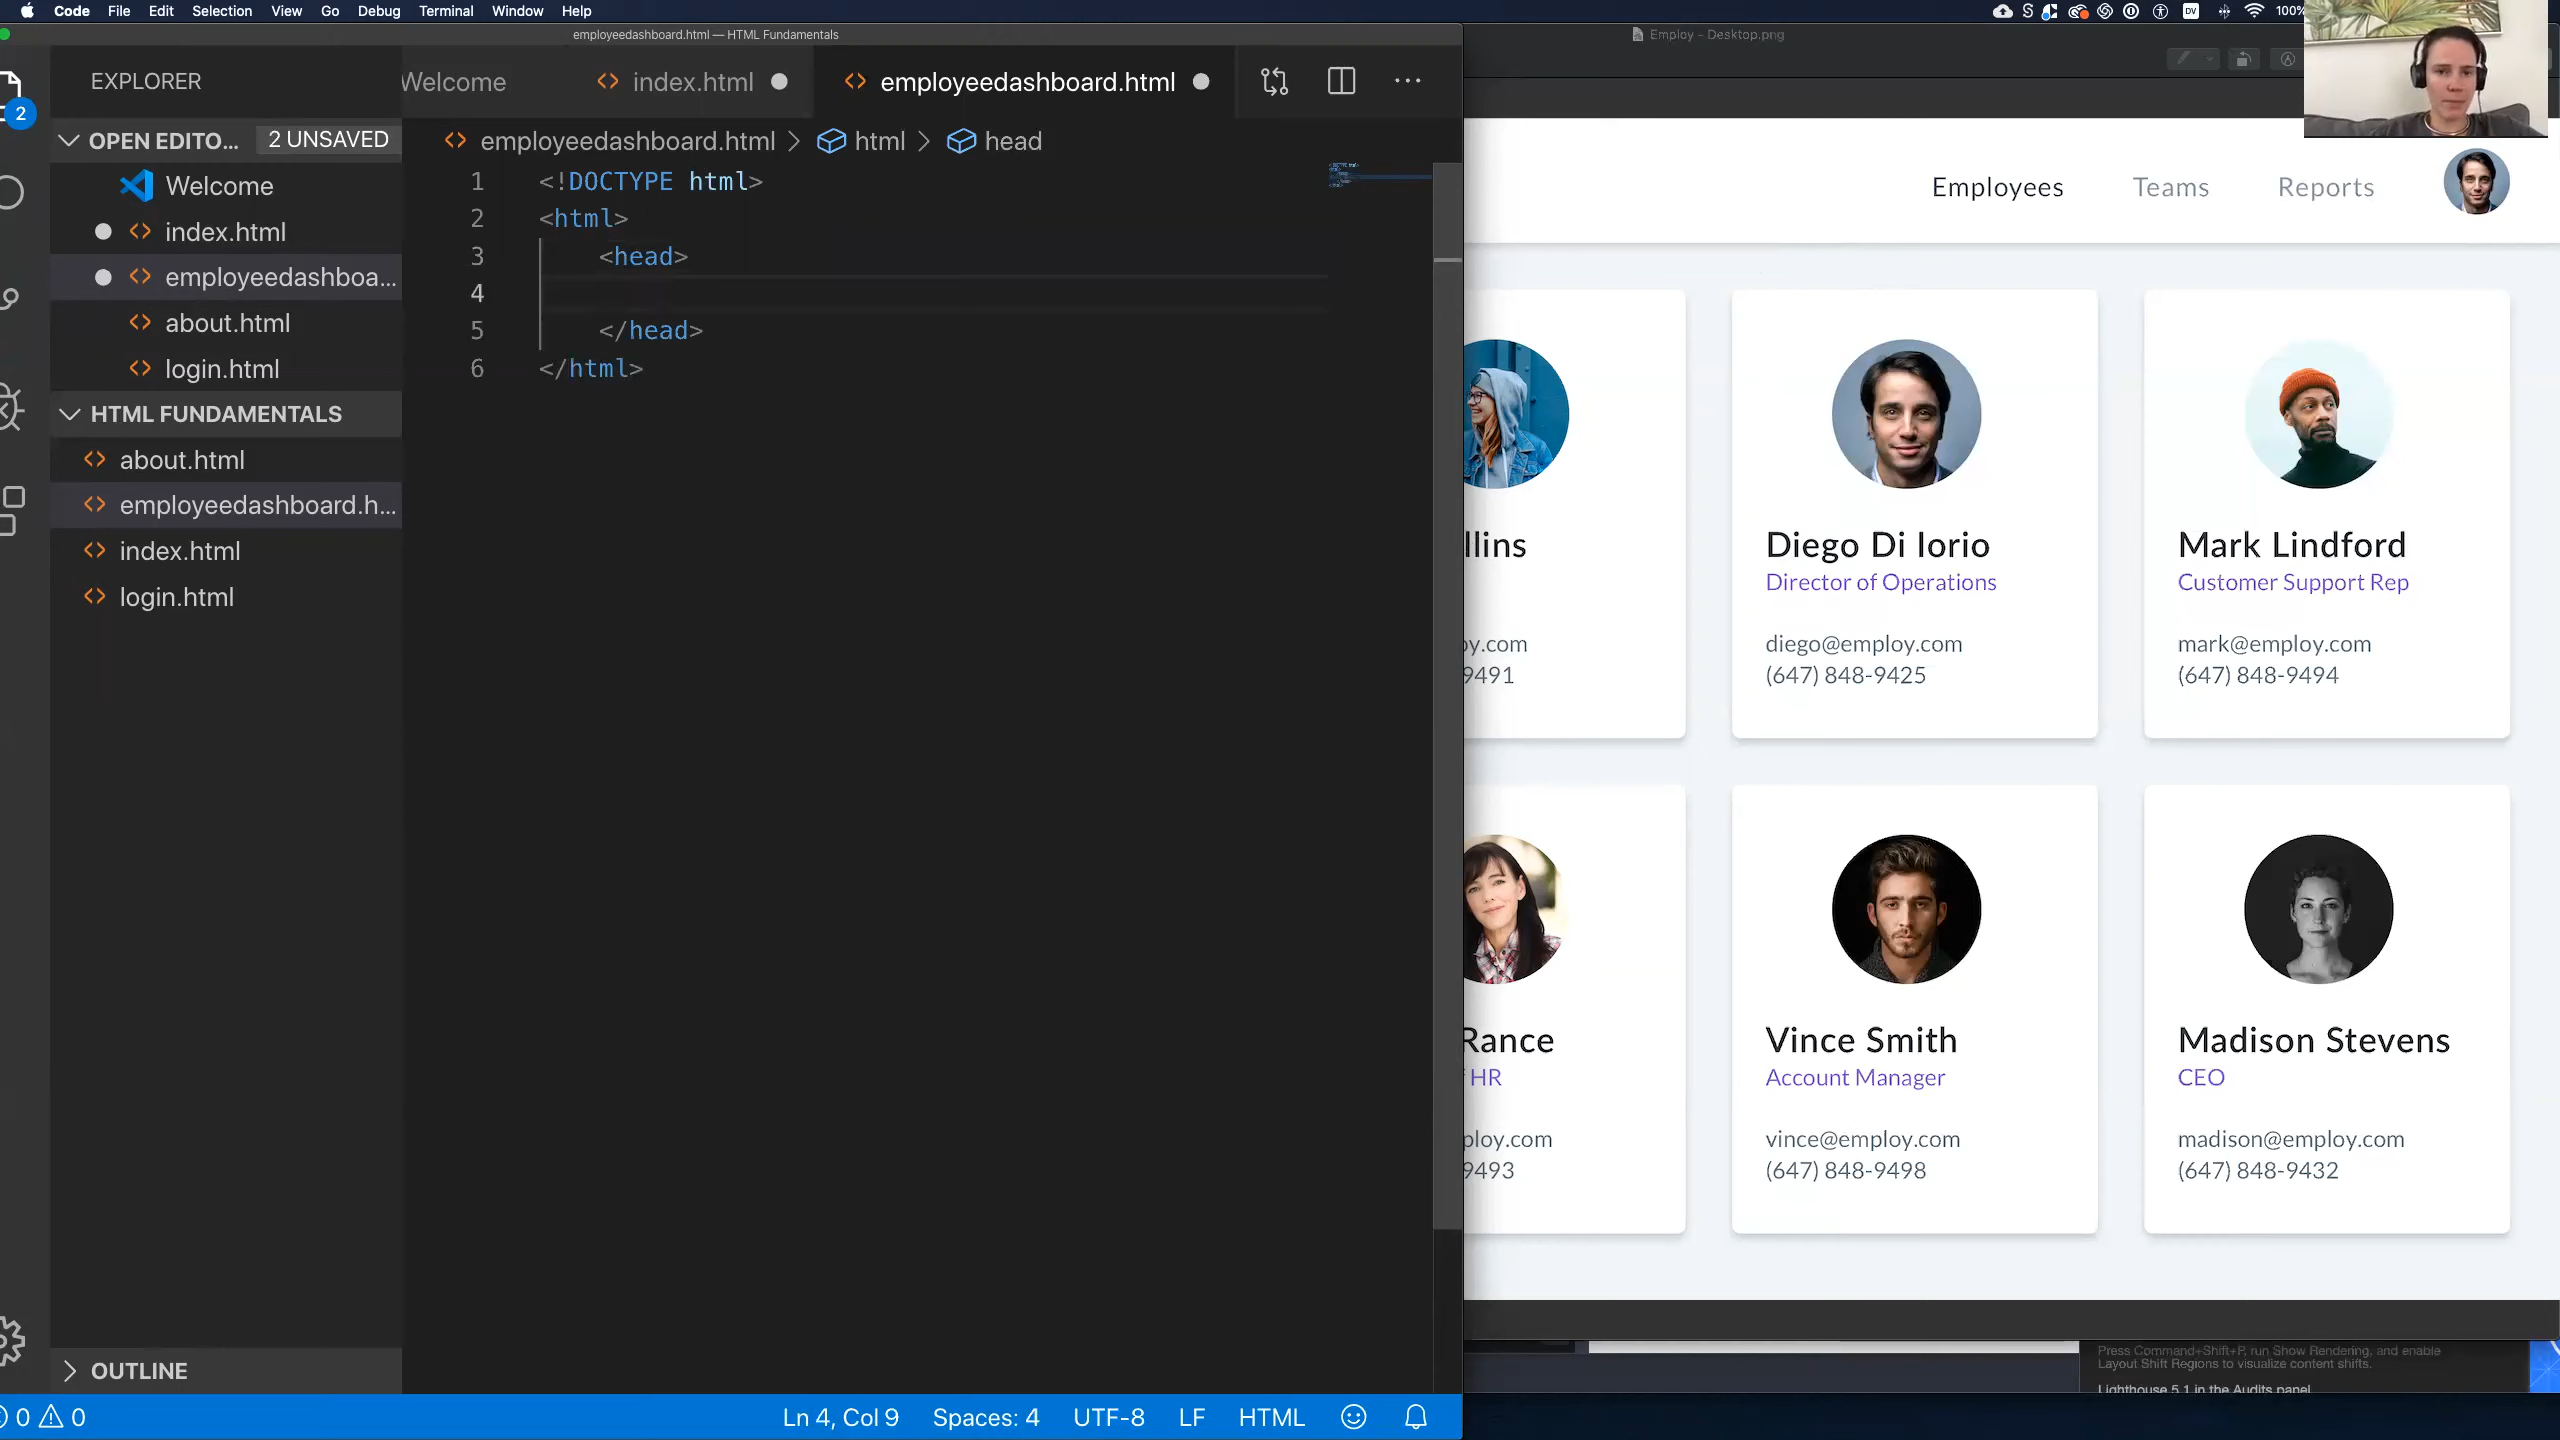 Code File Edit Selection View Go Debug Terminal Window Help
100%
employeedashboard.html — HTML Fundamentals
Employ – Desktop.png
EXPLORER
Welcome
index.html
employeedashboard.html
2
OPEN EDITO... 2 UNSAVED
employeedashboard.html > html > head
Welcome
index.html
employeedashboa...
about.html
login.html
HTML FUNDAMENTALS
about.html
employeedashboard.h...
index.html
login.html
OUTLINE
1 <!DOCTYPE html>
2 <html>
3 <head>
4
5 </head>
6 </html>
Employees Teams Reports
llins
oy.com
9491
Diego Di Iorio
Director of Operations
diego@employ.com
(647) 848-9425
Mark Lindford
Customer Support Rep
mark@employ.com
(647) 848-9494
Rance
HR
ploy.com
9493
Vince Smith
Account Manager
vince@employ.com
(647) 848-9498
Madison Stevens
CEO
madison@employ.com
(647) 848-9432
Press Command+Shift+P, run Show Rendering, and enable
Layout Shift Regions to visualize content shifts.
Lighthouse 5.1 in the Audits panel
0 0
Ln 4, Col 9 Spaces: 4 UTF-8 LF HTML